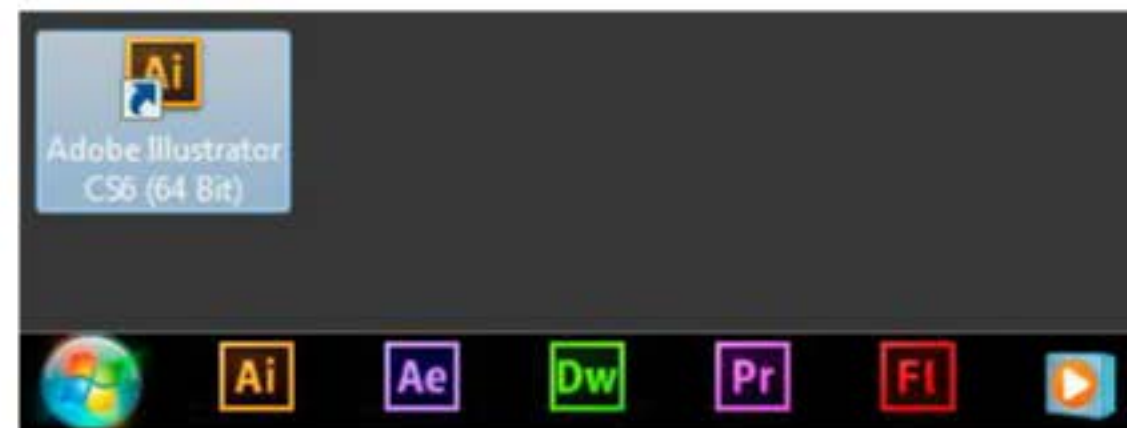 Ai
Adobe Illustrator
CS6 (64 Bit)
Ai
Ae
Dw
Pr
Fl